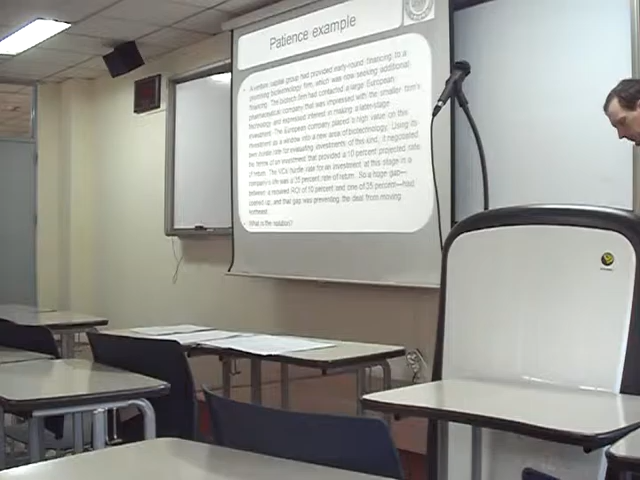 Patience example
• A venture capital group had provided early-round financing to a
promising biotechnology firm, which was now seeking additional
financing. The biotech firm had contacted a large European
pharmaceutical company that was impressed with the smaller firm's
technology and expressed interest in making a later-stage
investment. The European company placed a high value on this
investment as a window into a new area of biotechnology. Using its
own hurdle rate for evaluating investments of this kind, it negotiated
the terms of an investment that provided a 10 percent projected rate
of return. The VCs hurdle rate for an investment at this stage in a
company's life was a 35 percent rate of return. So a huge gap—
between a required ROI of 10 percent and one of 35 percent—had
opened up, and that gap was preventing the deal from moving
forward.
• What is the solution?